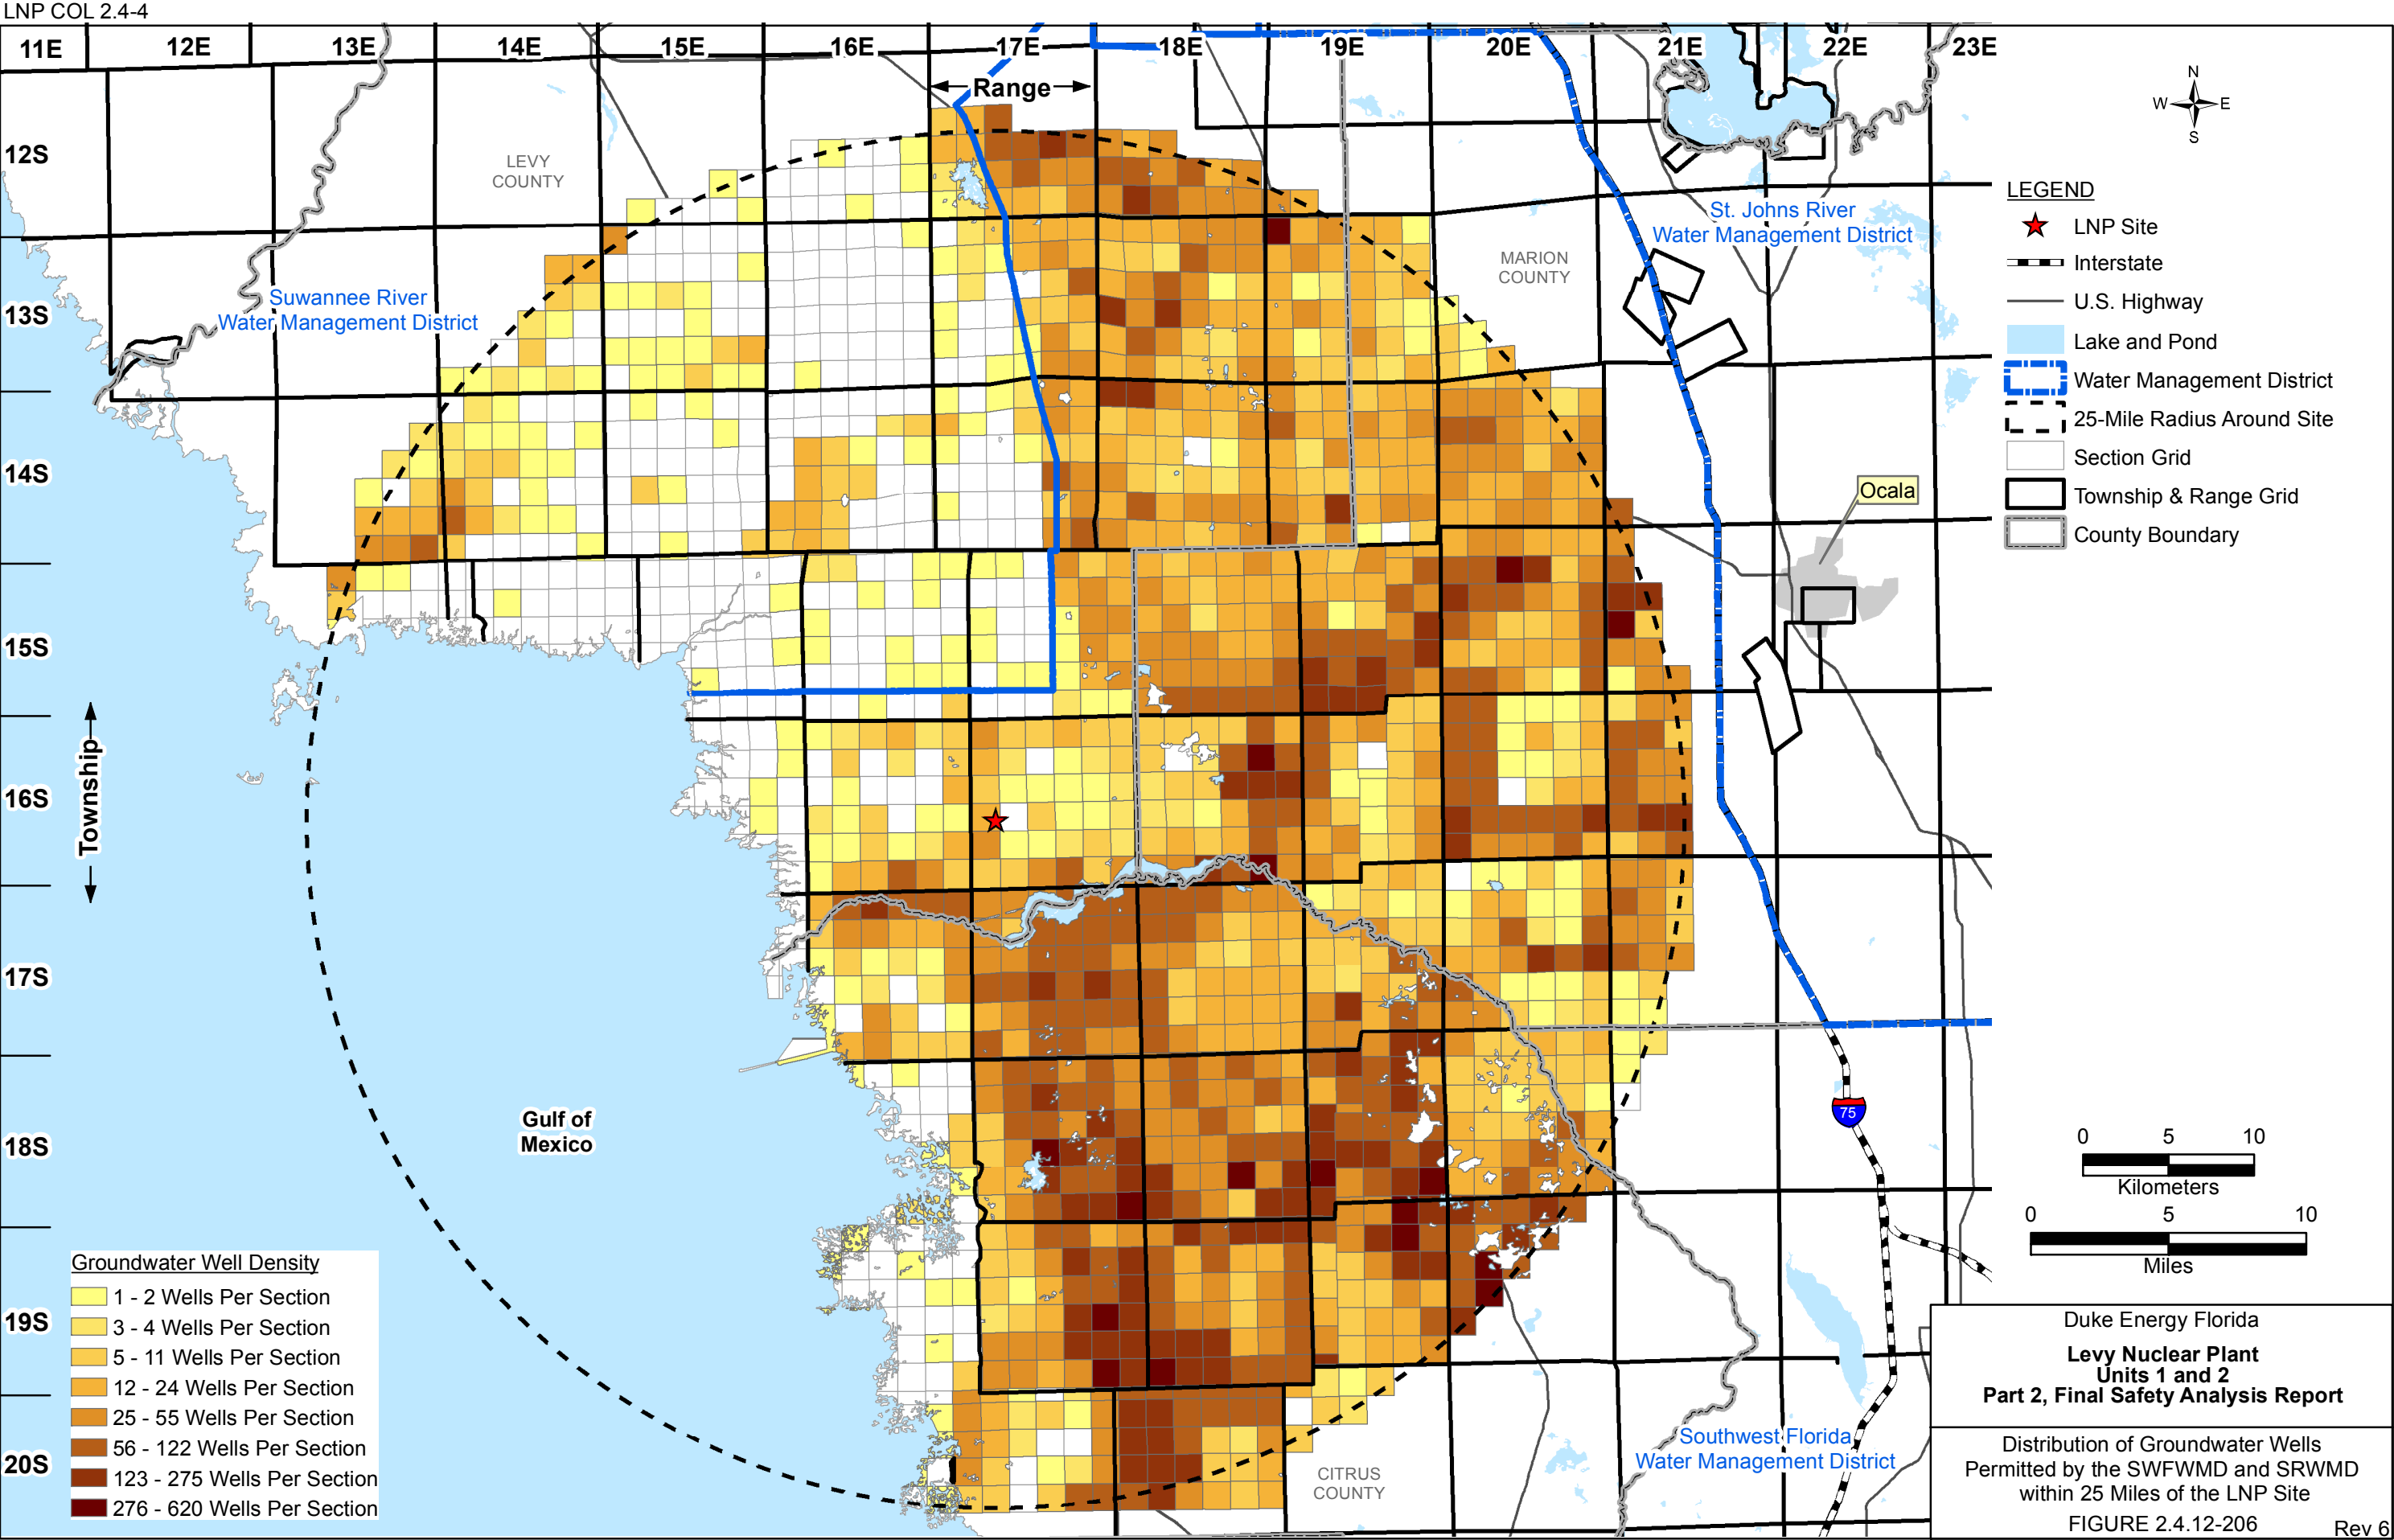 LNP COL 2.4-4
11E 12E 13E 14E 15E 16E 17E 18E 19E 20E 21E 22E 23E
Range
N
W E
S
12S
LEVY
COUNTY
LEGEND
LNP Site
Interstate
U.S. Highway
Lake and Pond
Water Management District
25-Mile Radius Around Site
Section Grid
Township & Range Grid
County Boundary
St. Johns River
Water Management District
MARION
COUNTY
Suwannee River
Water Management District
13S
14S
Ocala
15S
Township
16S
17S
Gulf of
Mexico
75
18S
0 5 10
Kilometers
0 5 10
Miles
Groundwater Well Density
1 - 2 Wells Per Section
3 - 4 Wells Per Section
5 - 11 Wells Per Section
12 - 24 Wells Per Section
25 - 55 Wells Per Section
56 - 122 Wells Per Section
123 - 275 Wells Per Section
276 - 620 Wells Per Section
19S
20S
CITRUS
COUNTY
Southwest Florida
Water Management District
Duke Energy Florida
Levy Nuclear Plant
Units 1 and 2
Part 2, Final Safety Analysis Report
Distribution of Groundwater Wells
Permitted by the SWFWMD and SRWMD
within 25 Miles of the LNP Site
FIGURE 2.4.12-206
Rev 6